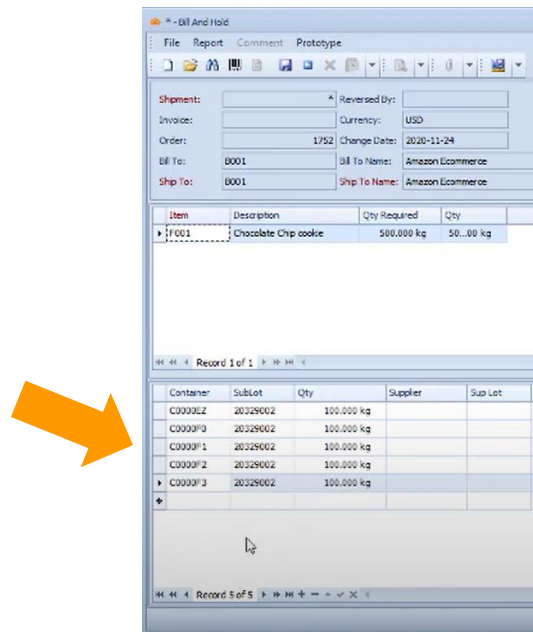 * - Bill And Hold
File Report Comment Prototype
Shipment: * Reversed By:
Invoice: Currency: USD
Order: 1752 Change Date: 2020-11-24
Bill To: B001 Bill To Name: Amazon Ecommerce
Ship To: B001 Ship To Name: Amazon Ecommerce
Item Description Qty Required Qty
F001 Chocolate Chip cookie 500.000 kg 50...00 kg
Record 1 of 1
Container SubLot Qty Supplier Sup Lot
C0000EZ 20329002 100.000 kg
C0000F0 20329002 100.000 kg
C0000F1 20329002 100.000 kg
C0000F2 20329002 100.000 kg
C0000F3 20329002 100.000 kg
Record 5 of 5